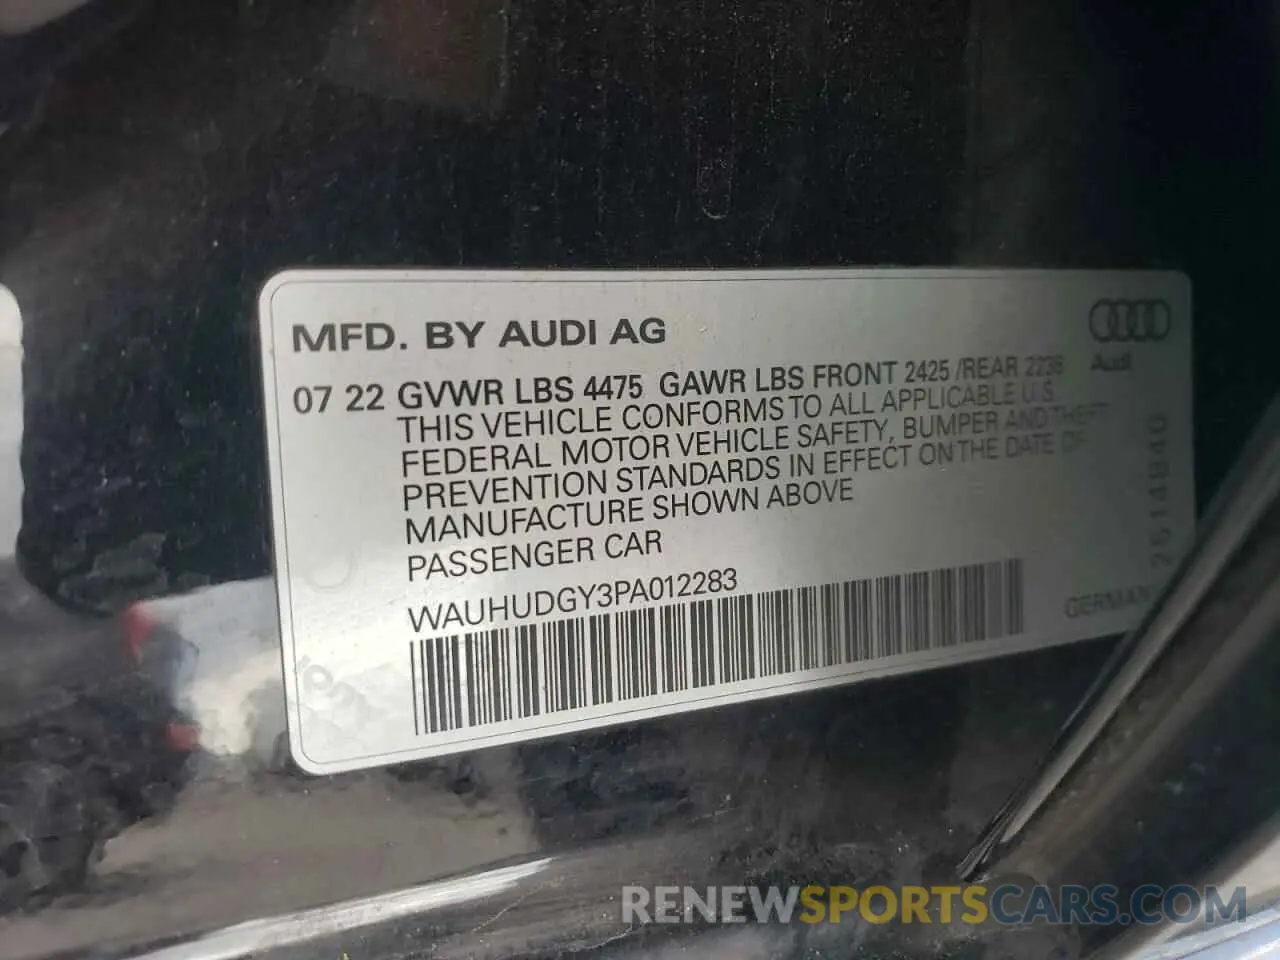 MFD. BY AUDI AG
Audi
07 22 GVWR LBS 4475 GAWR LBS FRONT 2425 /REAR 2238
THIS VEHICLE CONFORMS TO ALL APPLICABLE U.S.
FEDERAL MOTOR VEHICLE SAFETY, BUMPER AND THEFT
PREVENTION STANDARDS IN EFFECT ON THE DATE OF
MANUFACTURE SHOWN ABOVE
PASSENGER CAR
WAUHUDGY3PA012283
2514840
GERMANY
RENEWSPORTSCARS.COM